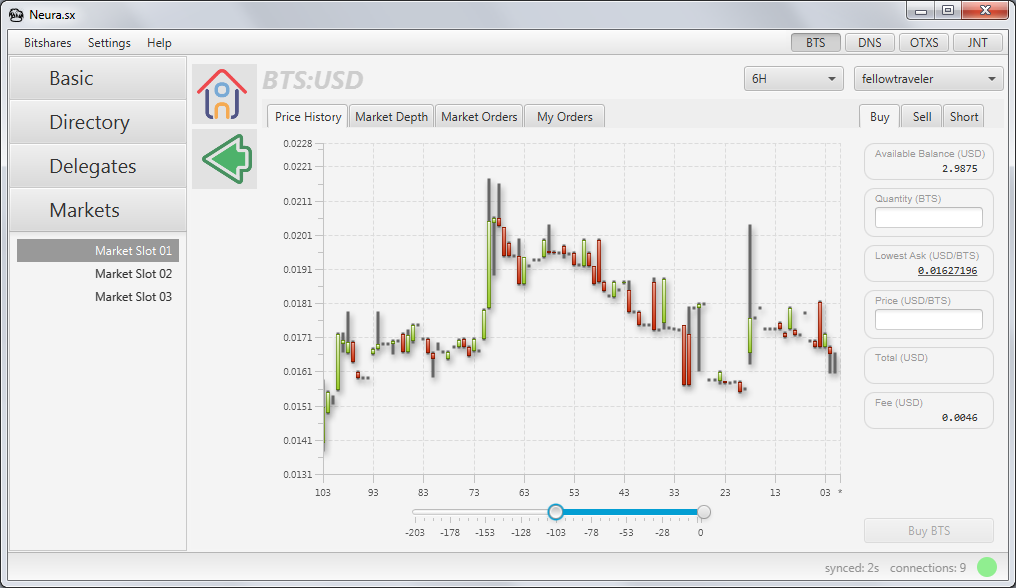 Neura.sx
Bitshares Settings Help BTS DNS OTXS JNT
Basic
Directory
Delegates
Markets
Market Slot 01
Market Slot 02
Market Slot 03
BTS:USD
6H
fellowtraveler
Price History Market Depth Market Orders My Orders
Buy Sell Short
0.0228
0.0221
0.0211
0.0201
0.0191
0.0181
0.0171
0.0161
0.0151
0.0141
0.0131
103 93 83 73 63 53 43 33 23 13 03 *
-203 -178 -153 -128 -103 -78 -53 -28 0
Available Balance (USD)
2.9875
Quantity (BTS)
Lowest Ask (USD/BTS)
0.01627196
Price (USD/BTS)
Total (USD)
Fee (USD)
0.0046
Buy BTS
synced: 2s connections: 9